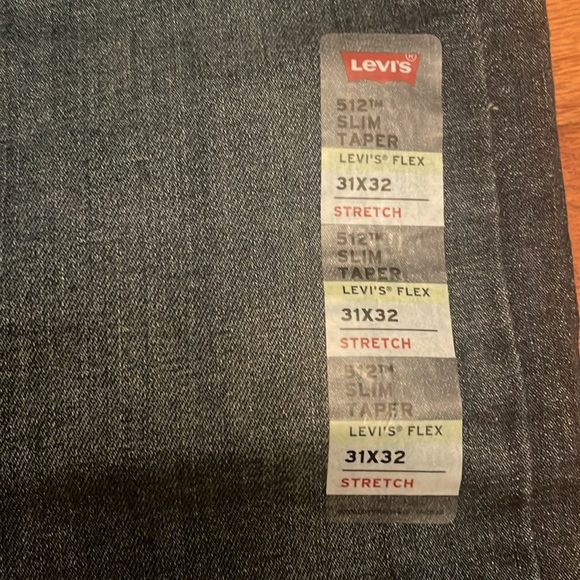 LEVI'S®
512™
SLIM
TAPER
LEVI'S® FLEX
31X32
STRETCH
512™
SLIM
TAPER
LEVI'S® FLEX
31X32
STRETCH
512™
SLIM
TAPER
LEVI'S® FLEX
31X32
STRETCH